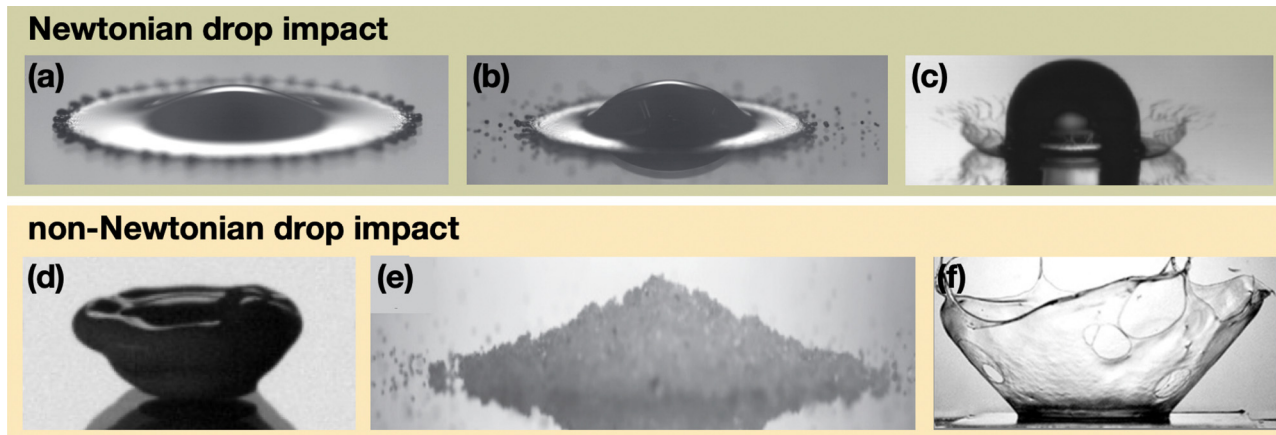 Newtonian drop impact
(a)
(b)
(c)
non-Newtonian drop impact
(d)
(e)
(f)